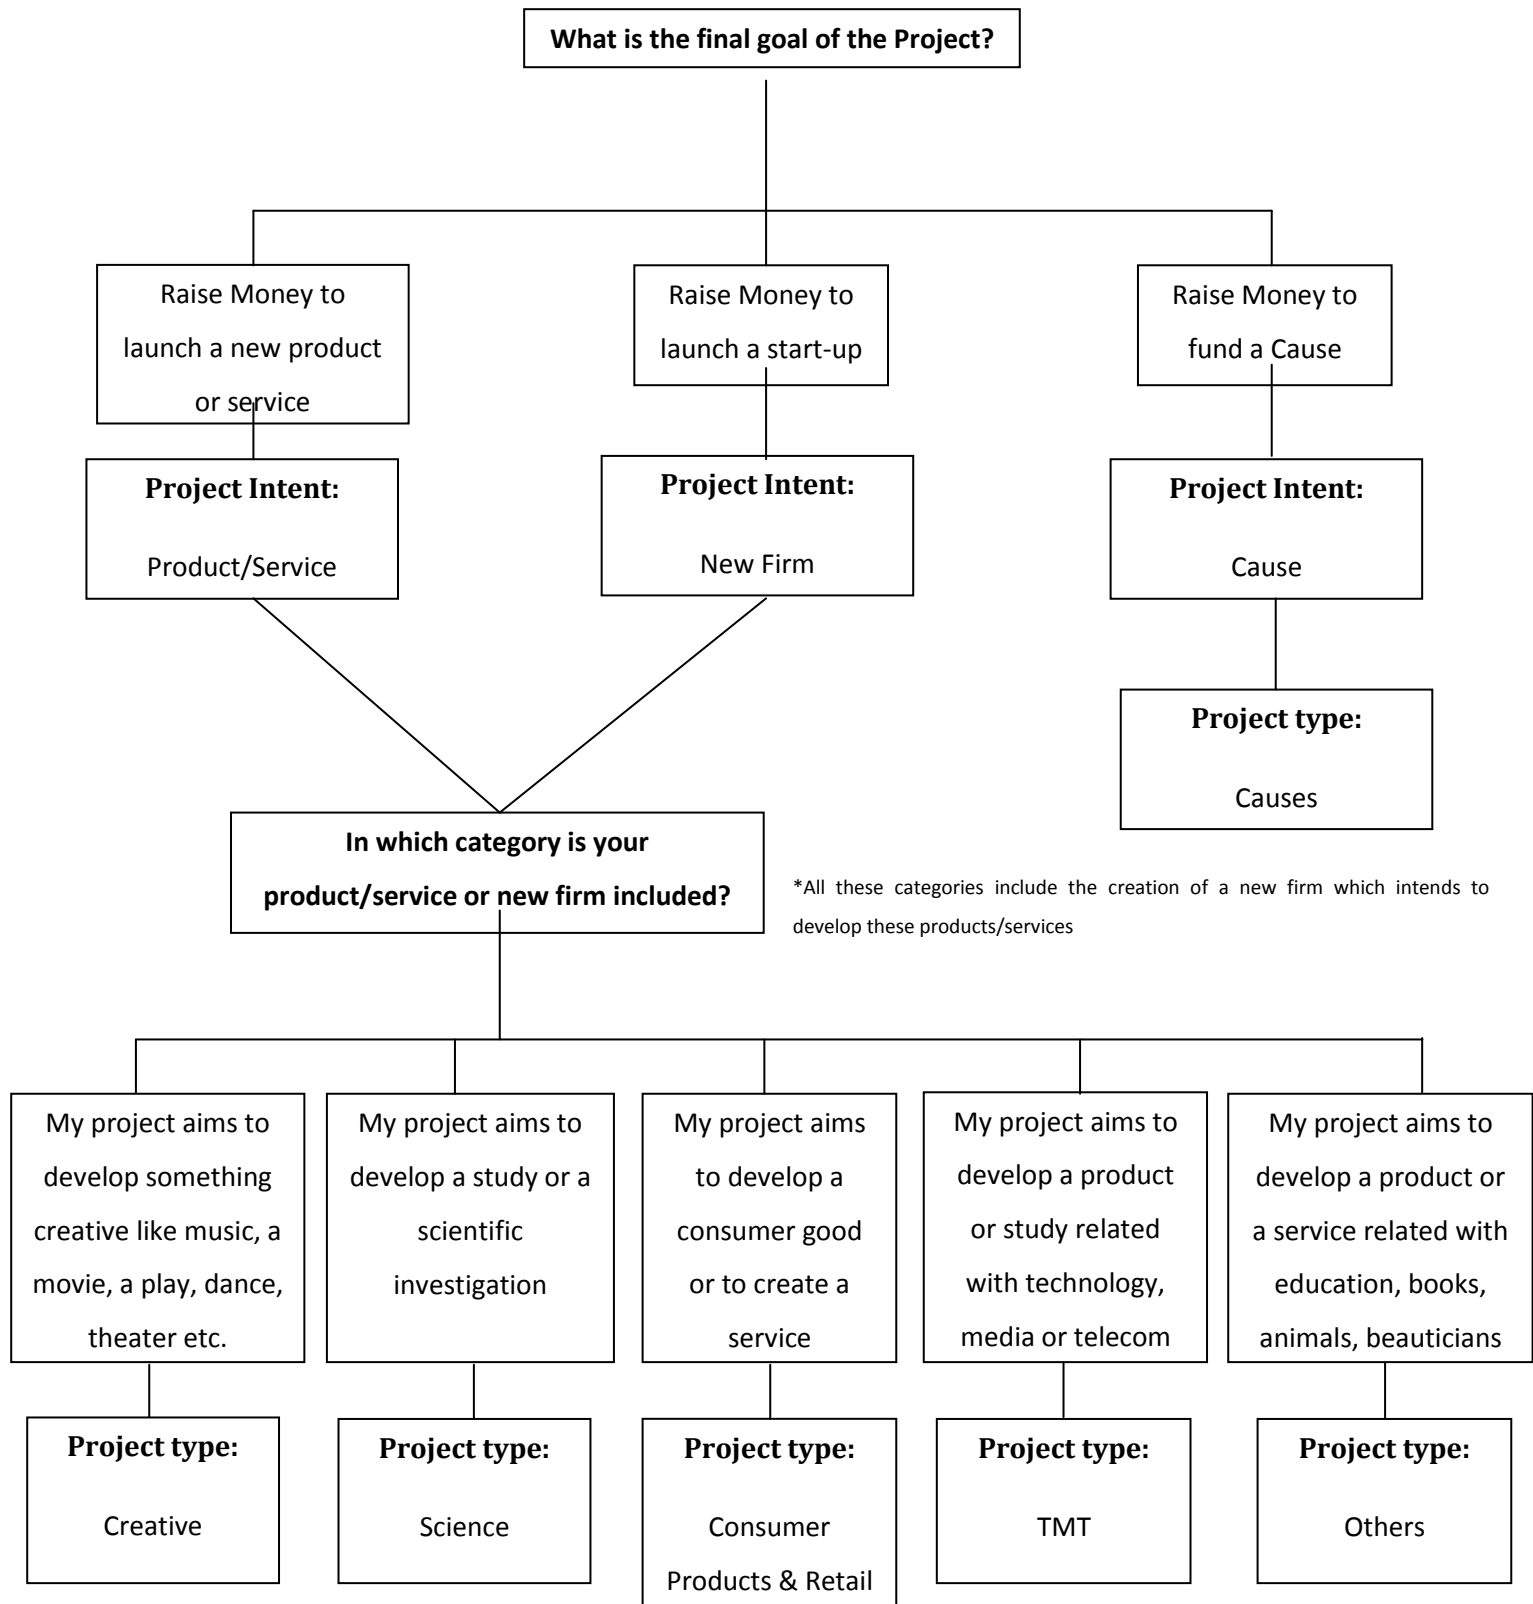 What is the final goal of the Project?
Raise Money to
launch a new product
or service
Raise Money to
launch a start-up
Raise Money to
fund a Cause
Project Intent:
Product/Service
Project Intent:
New Firm
Project Intent:
Cause
Project type:
Causes
In which category is your
product/service or new firm included?
*All these categories include the creation of a new firm which intends to
develop these products/services
My project aims to
develop something
creative like music, a
movie, a play, dance,
theater etc.
My project aims to
develop a study or a
scientific
investigation
My project aims
to develop a
consumer good
or to create a
service
My project aims to
develop a product
or study related
with technology,
media or telecom
My project aims to
develop a product or
a service related with
education, books,
animals, beauticians
Project type:
Creative
Project type:
Science
Project type:
Consumer
Products & Retail
Project type:
TMT
Project type:
Others